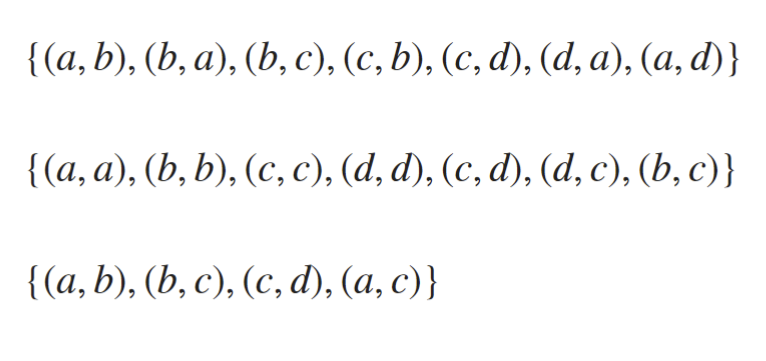 {(a, b), (b, a), (b, c), (c, b), (c, d), (d, a), (a, d)}
{(a, a), (b, b), (c, c), (d, d), (c, d), (d, c), (b, c)}
{(a, b), (b, c), (c, d), (a, c)}